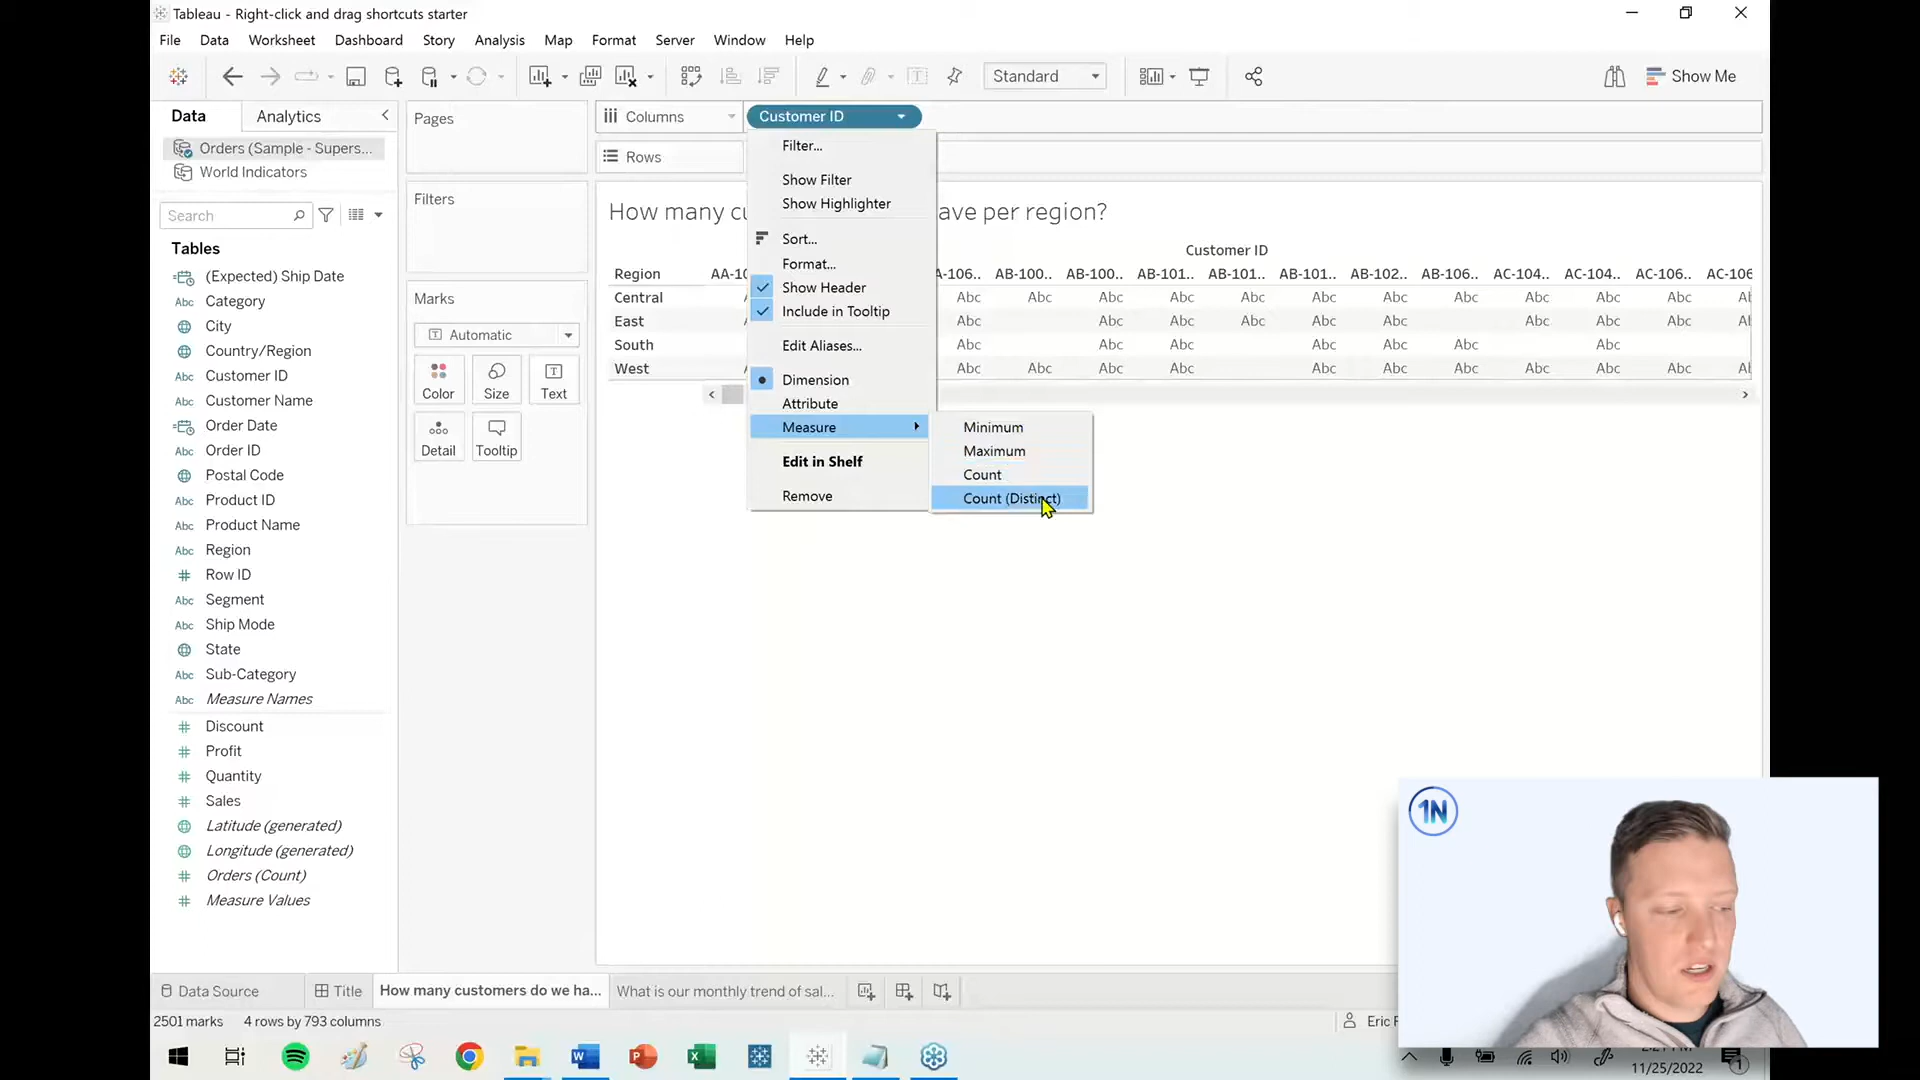 Tableau - Right-click and drag shortcuts starter
File Data Worksheet Dashboard Story Analysis Map Format Server Window Help
Standard
Show Me
Data Analytics
Pages
Columns
Customer ID
Orders (Sample - Supers...
World Indicators
Rows
Search
Filters
How many cu
ave per region?
Tables
(Expected) Ship Date
Category
City
Country/Region
Customer ID
Customer Name
Order Date
Order ID
Postal Code
Product ID
Product Name
Region
Row ID
Segment
Ship Mode
State
Sub-Category
Measure Names
Discount
Profit
Quantity
Sales
Latitude (generated)
Longitude (generated)
Orders (Count)
Measure Values
Marks
Automatic
Color Size Text
Detail Tooltip
Filter...
Show Filter
Show Highlighter
Sort...
Format...
Show Header
Include in Tooltip
Edit Aliases...
Dimension
Attribute
Measure
Edit in Shelf
Remove
Minimum
Maximum
Count
Count (Distinct)
Customer ID
Region AA-10 A-106.. AB-100.. AB-100.. AB-101.. AB-101.. AB-101.. AB-102.. AB-106.. AC-104.. AC-104.. AC-106.. AC-106
Central Abc Abc Abc Abc Abc Abc Abc Abc Abc Abc Abc
East Abc Abc Abc Abc Abc Abc Abc Abc Abc
South Abc Abc Abc Abc Abc Abc Abc
West Abc Abc Abc Abc Abc Abc Abc Abc Abc Abc
1N
Data Source Title How many customers do we ha... What is our monthly trend of sal...
2501 marks 4 rows by 793 columns
Eric
11/25/2022